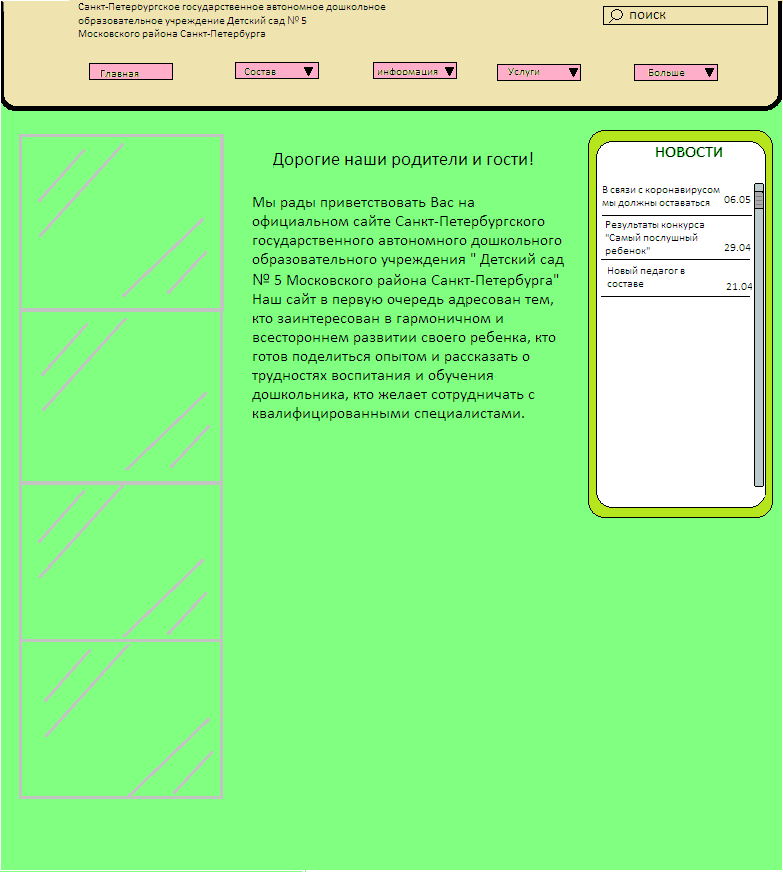 Санкт-Петербургское государственное автономное дошкольное
образовательное учреждение Детский сад № 5
Московского района Санкт-Петербурга
поиск
Главная
Состав
информация
Услуги
Больше
Дорогие наши родители и гости!
Мы рады приветствовать Вас на
официальном сайте Санкт-Петербургского
государственного автономного дошкольного
образовательного учреждения " Детский сад
№ 5 Московского района Санкт-Петербурга"
Наш сайт в первую очередь адресован тем,
кто заинтересован в гармоничном и
всестороннем развитии своего ребенка, кто
готов поделиться опытом и рассказать о
трудностях воспитания и обучения
дошкольника, кто желает сотрудничать с
квалифицированными специалистами.
НОВОСТИ
В связи с коронавирусом
мы должны оставаться 06.05
Результаты конкурса
"Самый послушный
ребенок" 29.04
Новый педагог в
составе 21.04